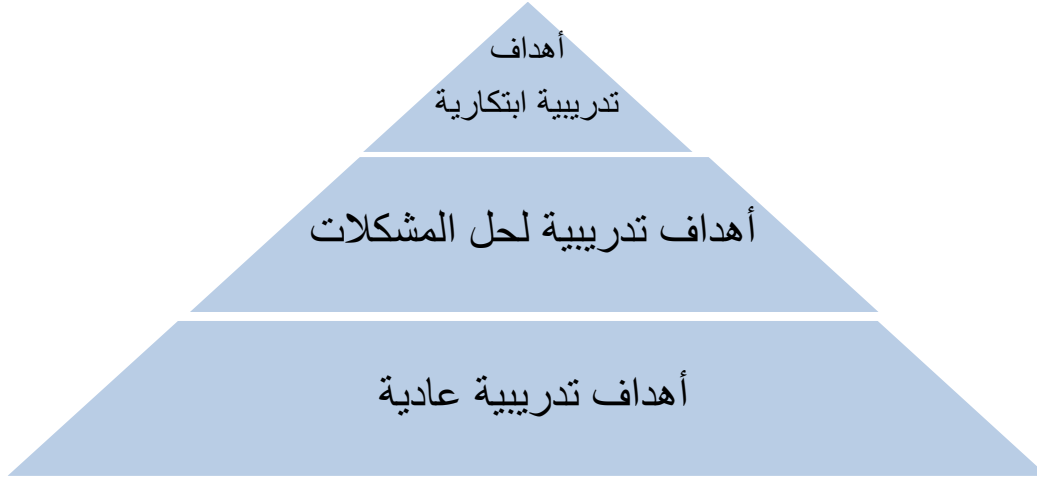 أهداف
تدريبية ابتكارية
أهداف تدريبية لحل المشكلات
أهداف تدريبية عادية